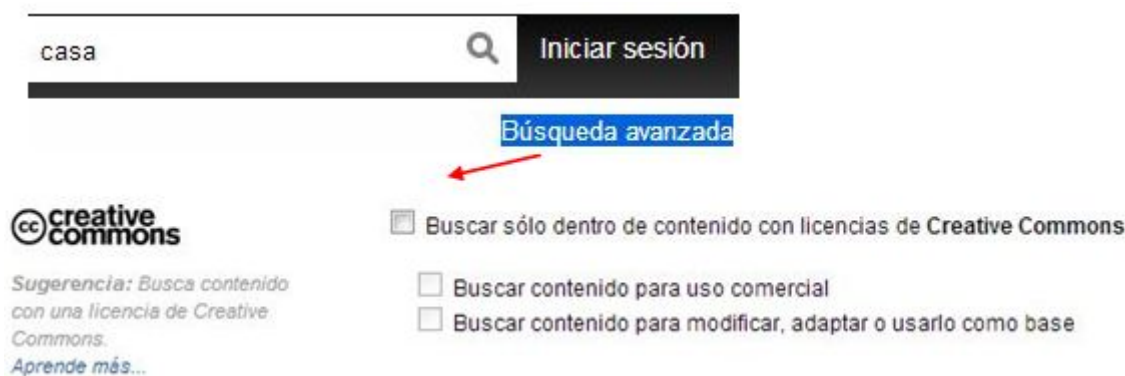 casa
Iniciar sesión
Búsqueda avanzada
cc creative commons
Buscar sólo dentro de contenido con licencias de Creative Commons
Sugerencia: Busca contenido
con una licencia de Creative
Commons.
Aprende más...
Buscar contenido para uso comercial
Buscar contenido para modificar, adaptar o usarlo como base